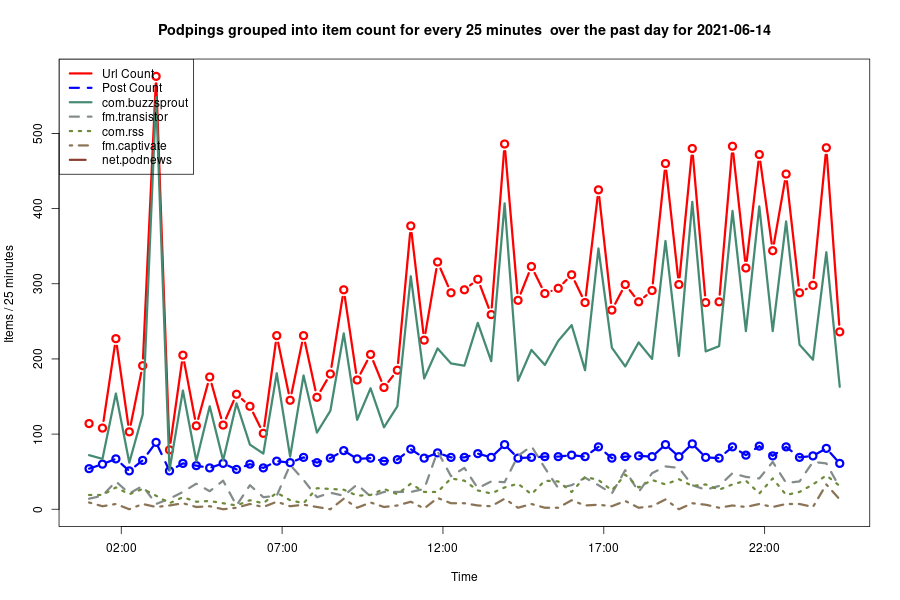 Podpings grouped into item count for every 25 minutes  over the past day for 2021-06-14
Url Count
Post Count
com.buzzsprout
fm.transistor
com.rss
fm.captivate
net.podnews
Items / 25 minutes
500
400
300
200
100
0
02:00 07:00 12:00 17:00 22:00
Time